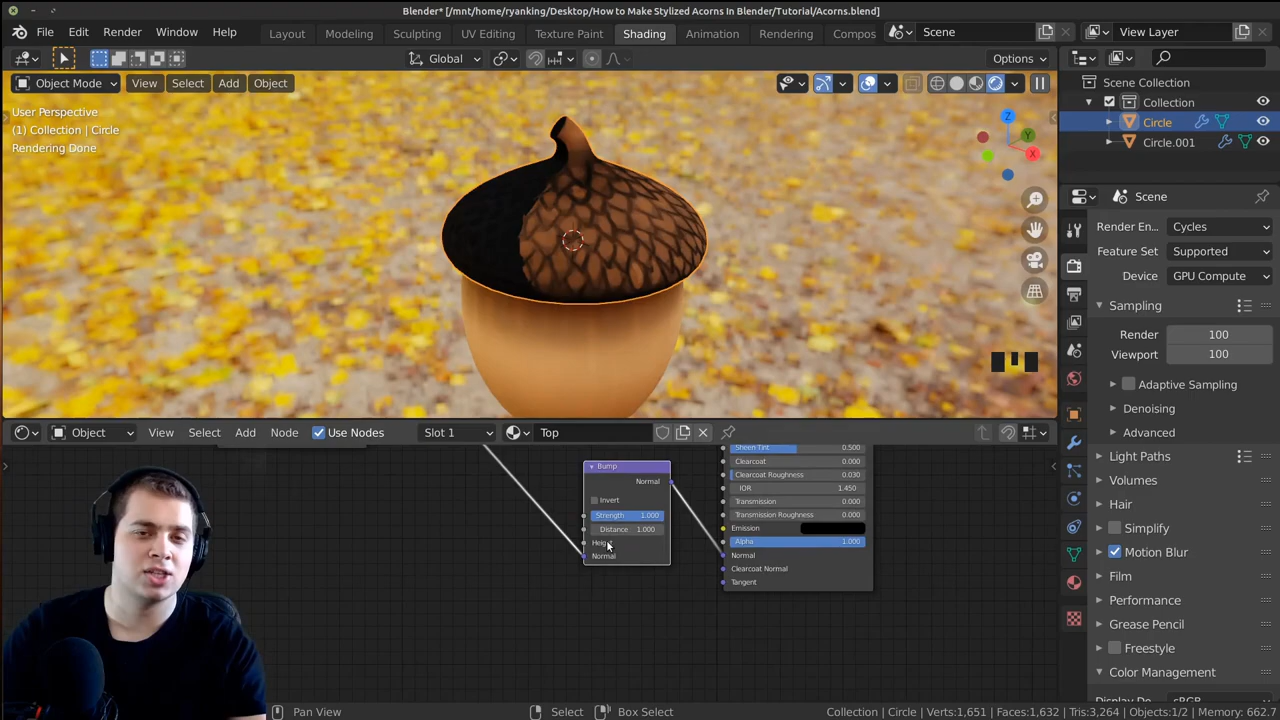 Blender* [/mnt/home/ryanking/Desktop/How to Make Stylized Acorns In Blender/Tutorial/Acorns.blend]
File Edit Render Window Help Layout Modeling Sculpting UV Editing Texture Paint Shading Animation Rendering Compos Scene View Layer
Global Options
Object Mode View Select Add Object
User Perspective
(1) Collection | Circle
Rendering Done
Z
Y
X
Scene Collection
Collection
Circle
Circle.001
Scene
Render En... Cycles
Feature Set Supported
Device GPU Compute
Sampling
Render 100
Viewport 100
Adaptive Sampling
Denoising
Advanced
Light Paths
Volumes
Hair
Simplify
Motion Blur
Film
Performance
Grease Pencil
Freestyle
Color Management
Object View Select Add Node Use Nodes Slot 1 Top
Bump
Normal
Invert
Strength 1.000
Distance 1.000
Height
Normal
Sheen Tint 0.500
Clearcoat 0.000
Clearcoat Roughness 0.030
IOR 1.450
Transmission 0.000
Transmission Roughness 0.000
Emission
Alpha 1.000
Normal
Clearcoat Normal
Tangent
Pan View Select Box Select Collection | Circle | Verts:1,651 | Faces:1,632 | Tris:3,264 | Objects:1/2 | Memory: 662.7